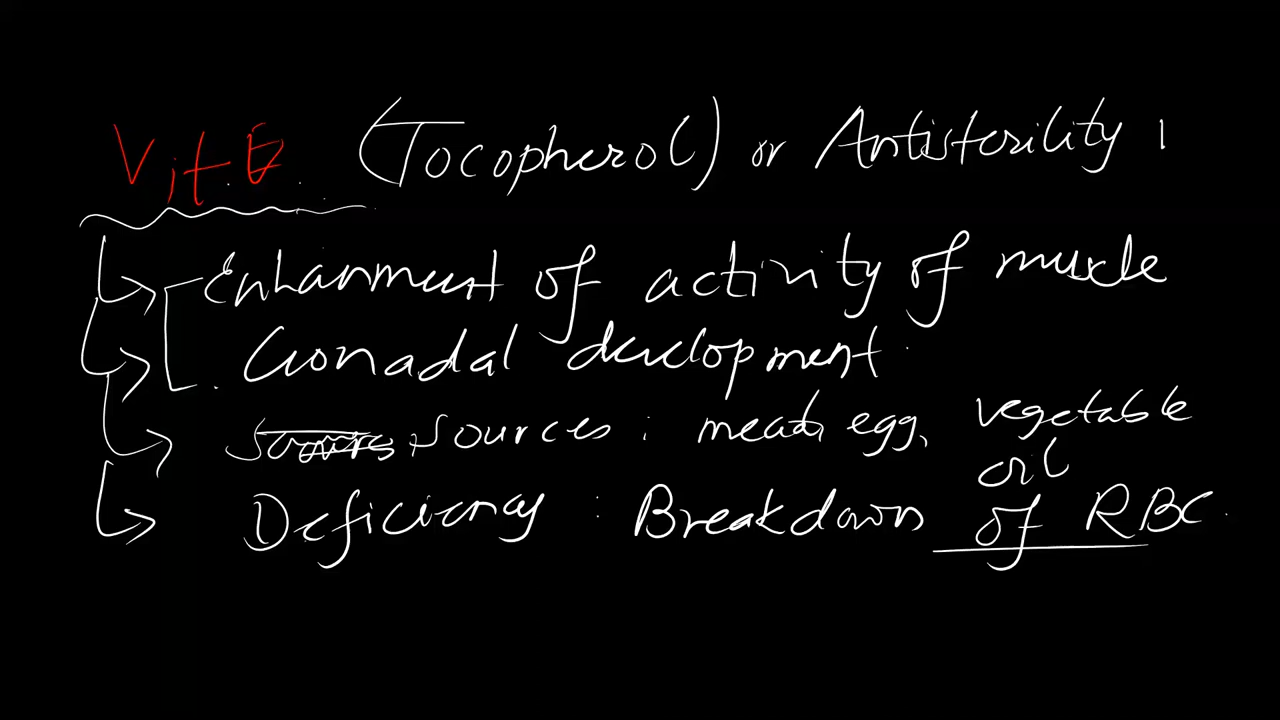 Vit E (Tocopherol) or Antisterility
Enhanment of activity of muscle
Gonadal development
Sources : meat, egg, vegetable
oil
Deficiency : Breakdown of RBC